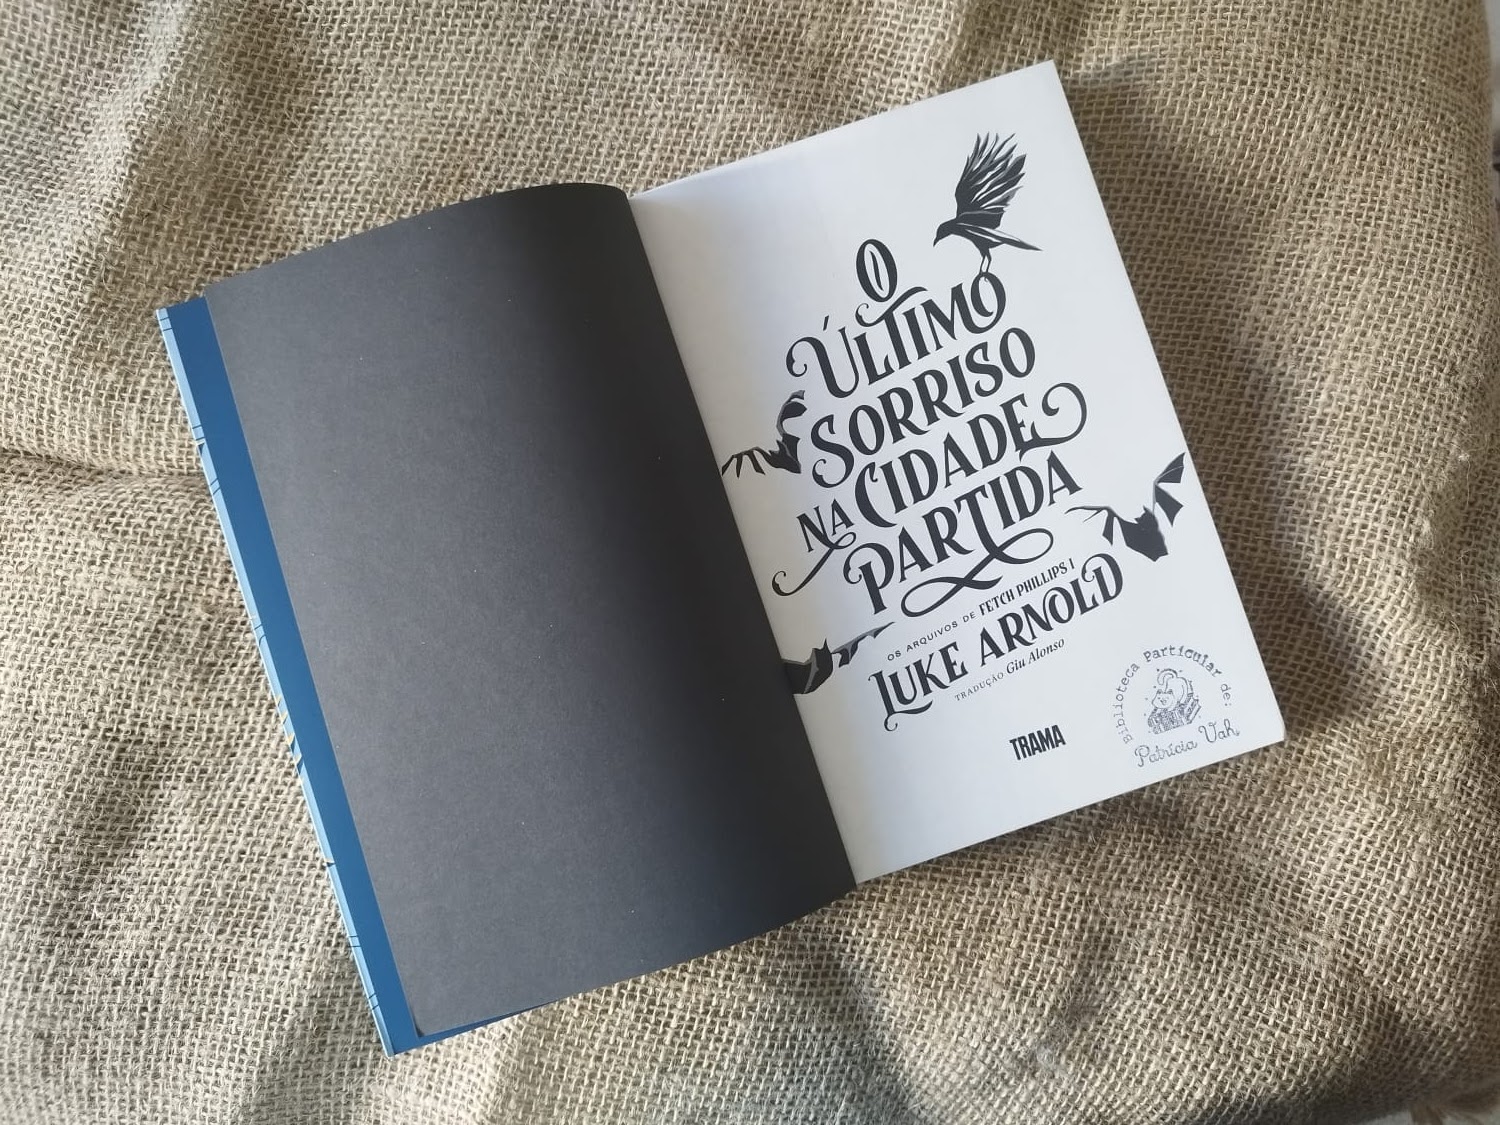 O
ÚLTIMO
SORRISO
NA CIDADE
PARTIDA
OS ARQUIVOS DE FETCH PHILLIPS I
LUKE ARNOLD
TRADUÇÃO Giu Alonso
TRAMA
Biblioteca Particular de:
Patrícia Vah